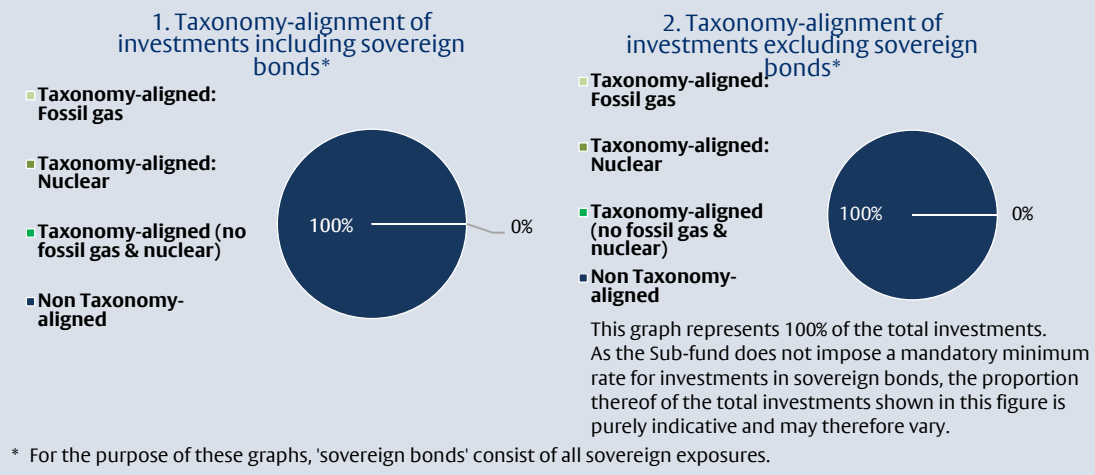 1. Taxonomy-alignment of
investments including sovereign
bonds*
Taxonomy-aligned:
Fossil gas
Taxonomy-aligned:
Nuclear
Taxonomy-aligned (no
fossil gas & nuclear)
Non Taxonomy-
aligned
100%
0%
2. Taxonomy-alignment of
investments excluding sovereign
bonds*
Taxonomy-aligned:
Fossil gas
Taxonomy-aligned:
Nuclear
Taxonomy-aligned
(no fossil gas &
nuclear)
Non Taxonomy-
aligned
100%
0%
This graph represents 100% of the total investments.
As the Sub-fund does not impose a mandatory minimum
rate for investments in sovereign bonds, the proportion
thereof of the total investments shown in this figure is
purely indicative and may therefore vary.
* For the purpose of these graphs, 'sovereign bonds' consist of all sovereign exposures.